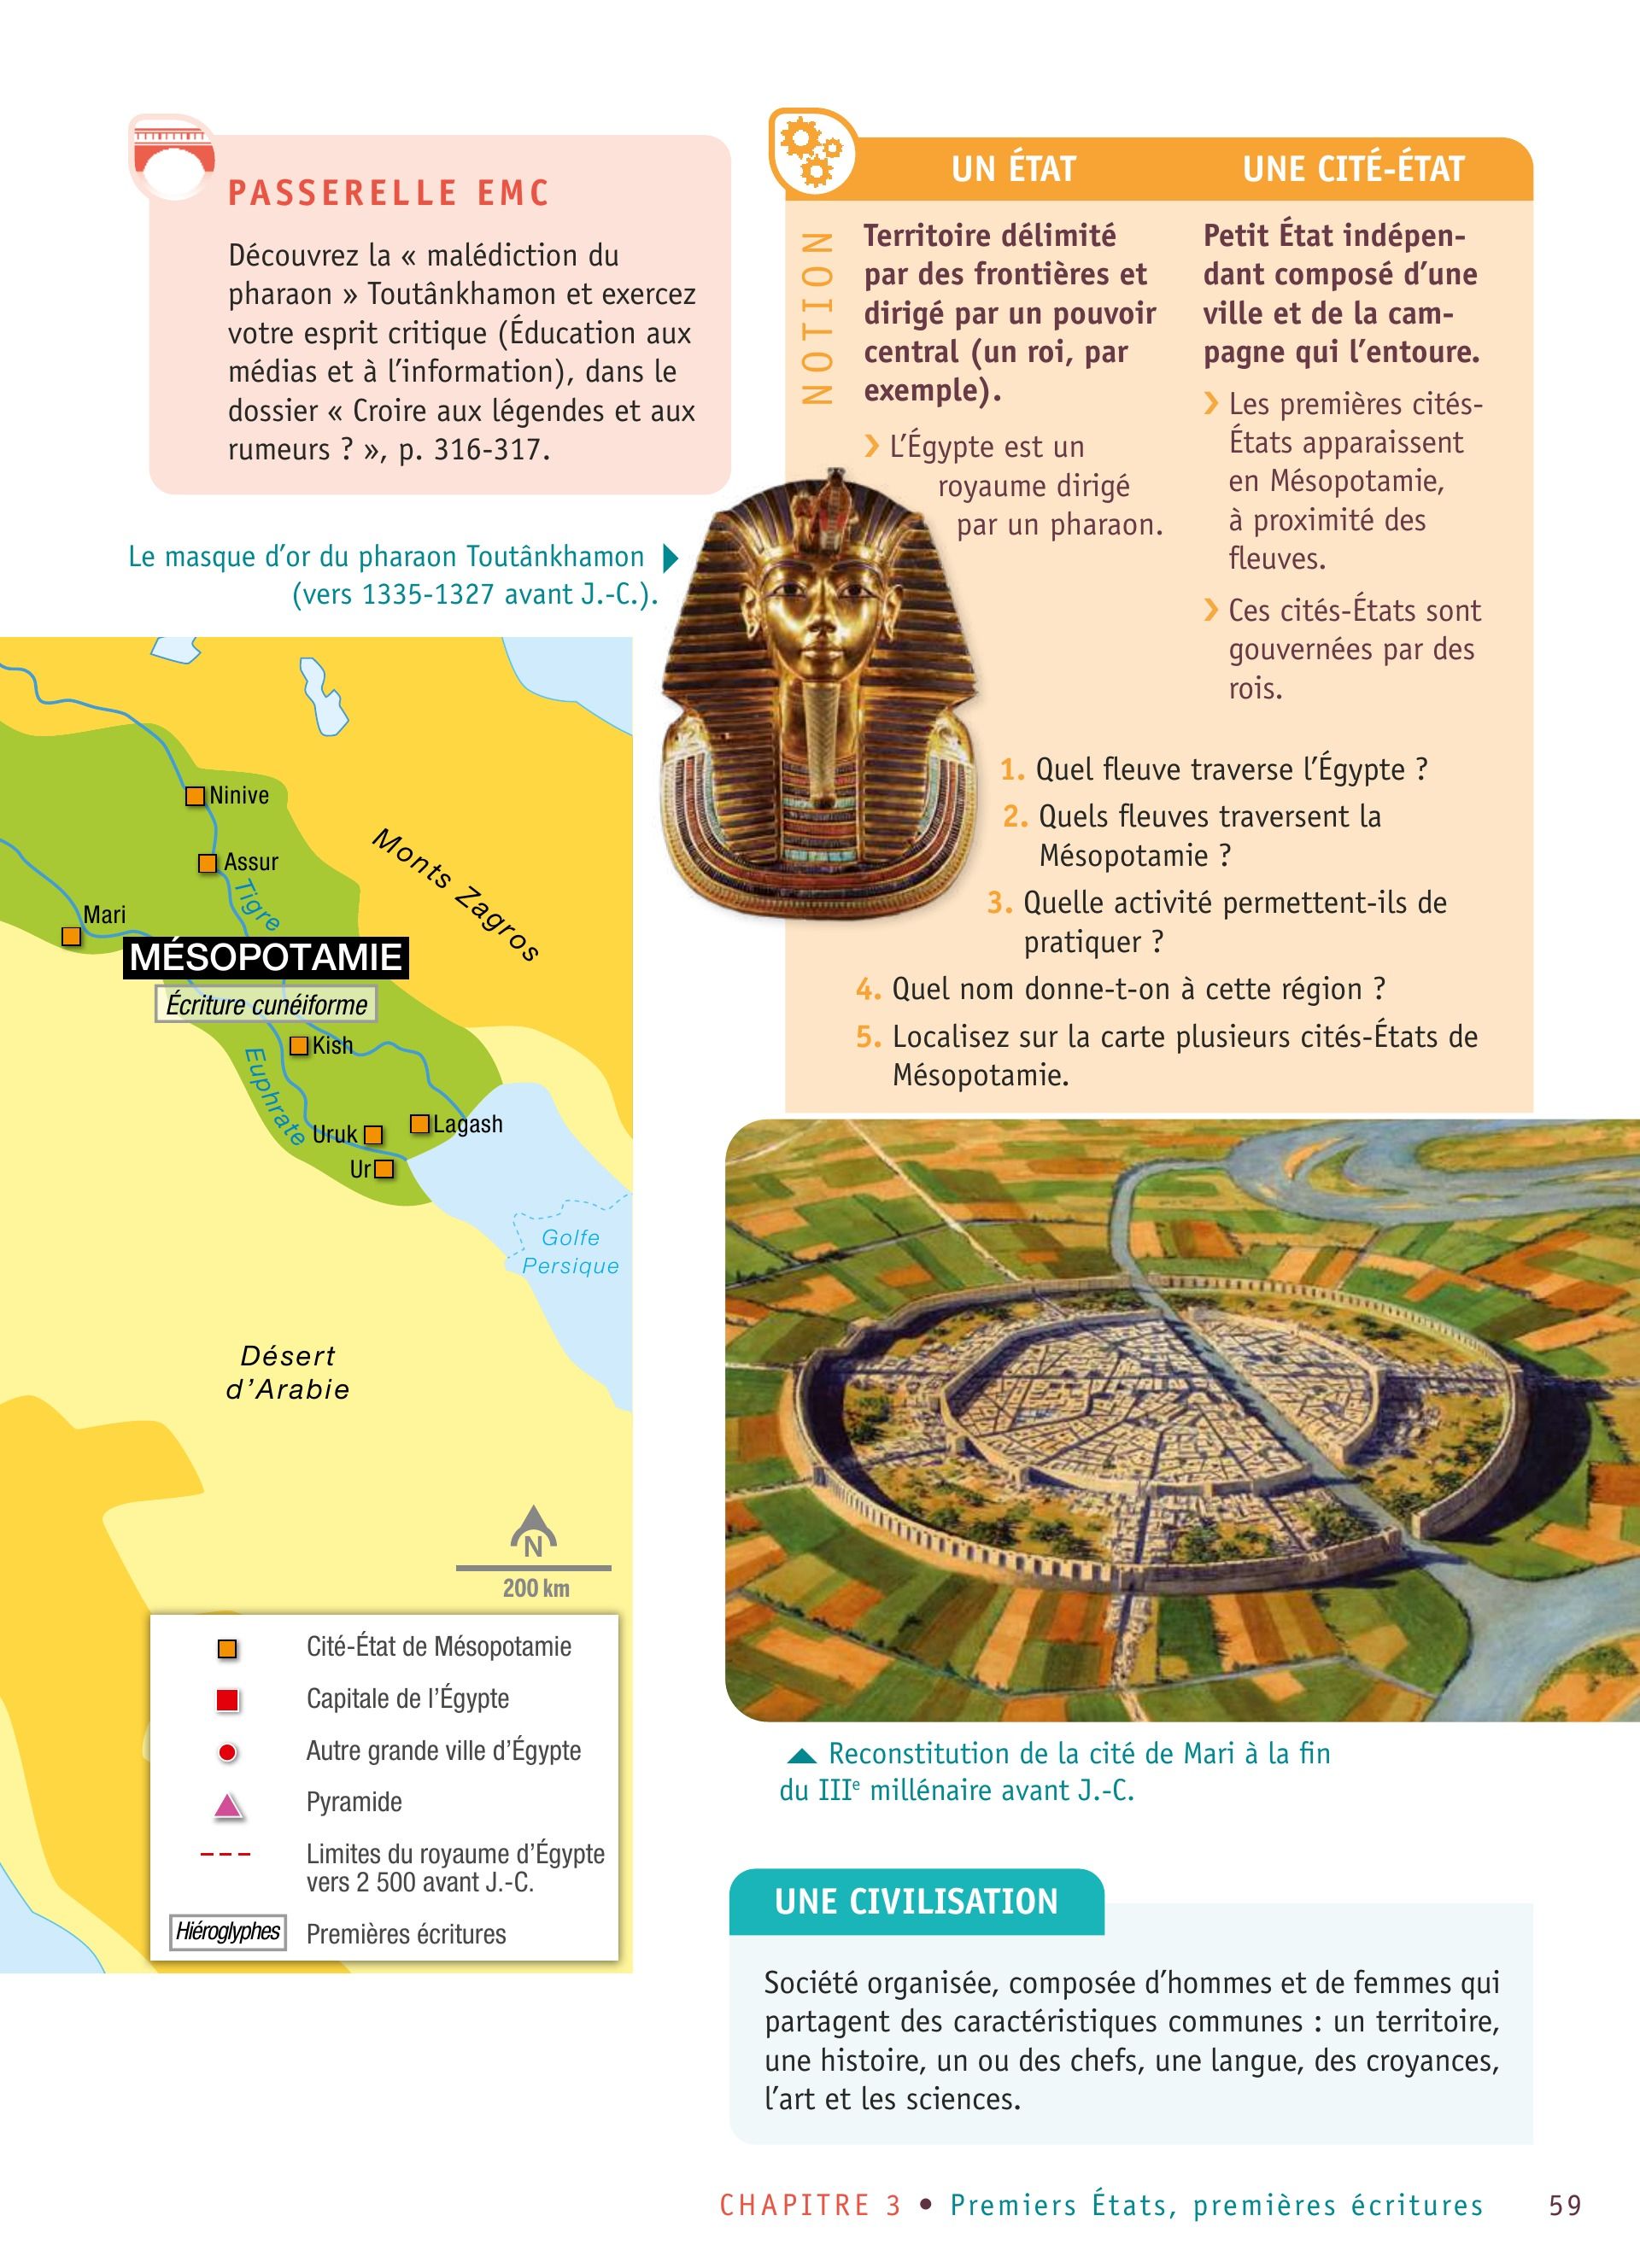 PASSERELLE EMC
Découvrez la « malédiction du
pharaon » Toutânkhamon et exercez
votre esprit critique (Éducation aux
médias et à l’information), dans le
dossier « Croire aux légendes et aux
rumeurs ? », p. 316-317.
Le masque d’or du pharaon Toutânkhamon
(vers 1335-1327 avant J.-C.).
NOTION
UN ÉTAT
Territoire délimité
par des frontières et
dirigé par un pouvoir
central (un roi, par
exemple).
L’Égypte est un
royaume dirigé
par un pharaon.
UNE CITÉ-ÉTAT
Petit État indépen-
dant composé d’une
ville et de la cam-
pagne qui l’entoure.
Les premières cités-
États apparaissent
en Mésopotamie,
à proximité des
fleuves.
Ces cités-États sont
gouvernées par des
rois.
1. Quel fleuve traverse l’Égypte ?
2. Quels fleuves traversent la
Mésopotamie ?
3. Quelle activité permettent-ils de
pratiquer ?
4. Quel nom donne-t-on à cette région ?
5. Localisez sur la carte plusieurs cités-États de
Mésopotamie.
Ninive
Assur
Tigre
Monts Zagros
Mari
MÉSOPOTAMIE
Écriture cunéiforme
Kish
Euphrate
Lagash
Uruk
Ur
Golfe
Persique
Désert
d’Arabie
N
200 km
Cité-État de Mésopotamie
Capitale de l’Égypte
Autre grande ville d’Égypte
Pyramide
Limites du royaume d’Égypte
vers 2 500 avant J.-C.
Hiéroglyphes Premières écritures
Reconstitution de la cité de Mari à la fin
du IIIe millénaire avant J.-C.
UNE CIVILISATION
Société organisée, composée d’hommes et de femmes qui
partagent des caractéristiques communes : un territoire,
une histoire, un ou des chefs, une langue, des croyances,
l’art et les sciences.
CHAPITRE 3 • Premiers États, premières écritures 59